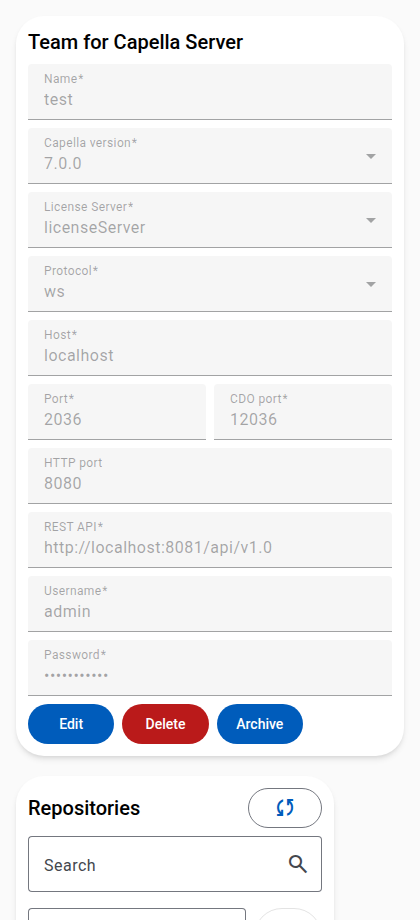 Team for Capella Server
Name*
test
Capella version*
7.0.0
License Server*
licenseServer
Protocol*
ws
Host*
localhost
Port*
2036
CDO port*
12036
HTTP port
8080
REST API*
http://localhost:8081/api/v1.0
Username*
admin
Password*
•••••••••••
Edit
Delete
Archive
Repositories
Search